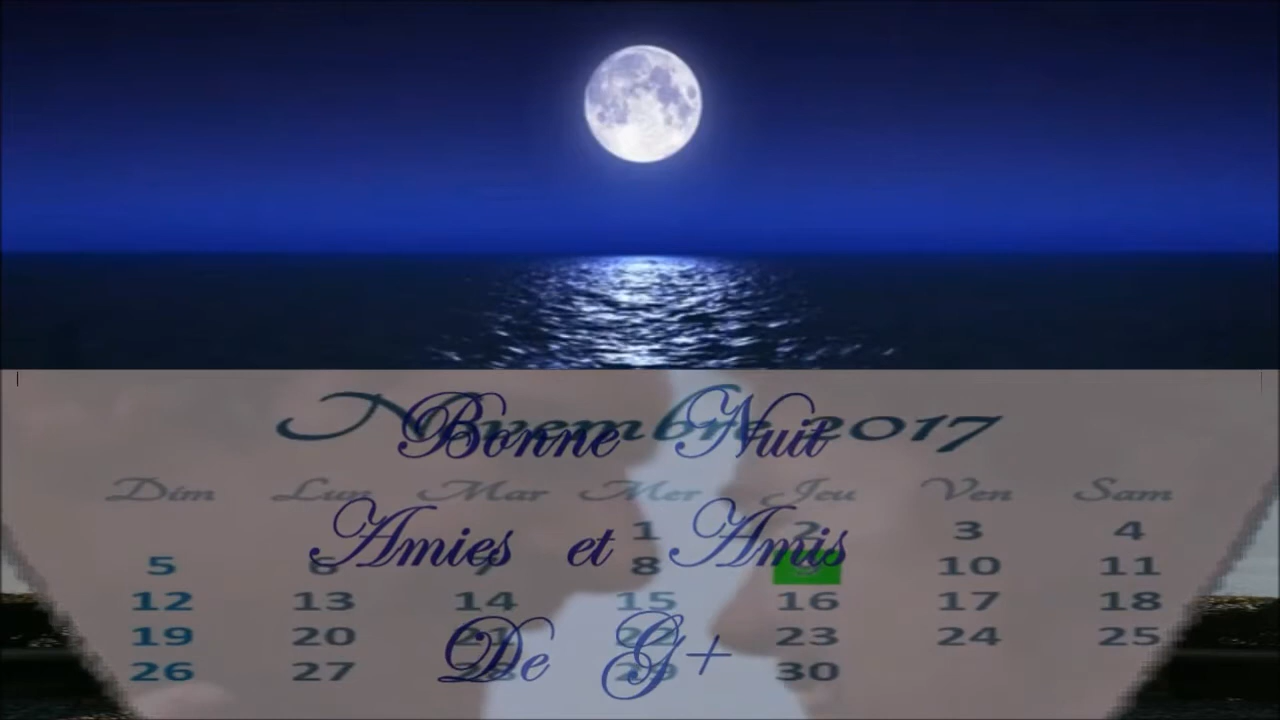 Novembre 2017
Bonne Nuit
Dim Lun Mar Mer Jeu Ven Sam
1 2 3 4
Amies et Amis
5 6 7 8 9 10 11
12 13 14 15 16 17 18
19 20 21 22 23 24 25
De G+
26 27 28 29 30